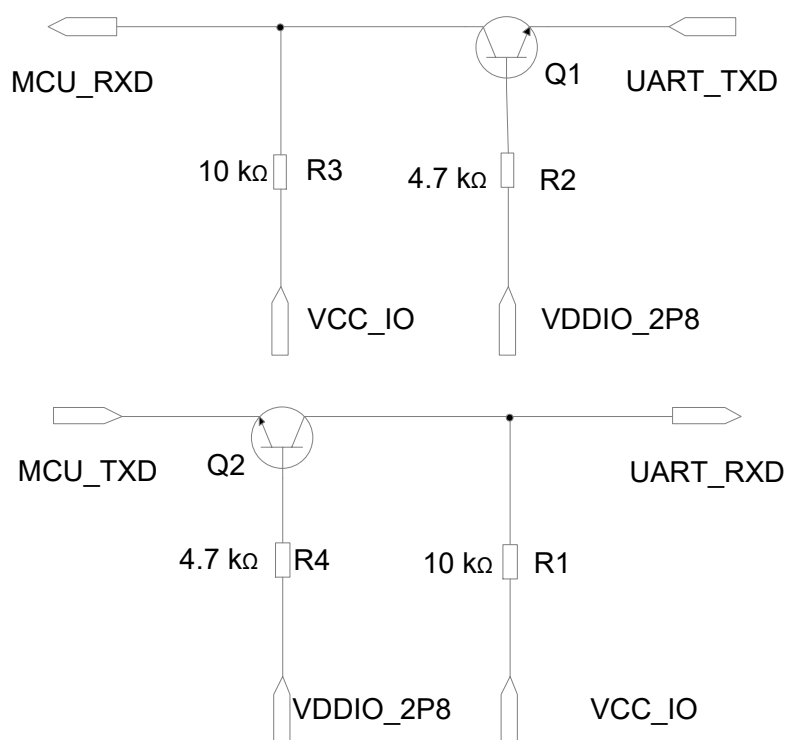 Q1
MCU_RXD
UART_TXD
10 kΩ
R3
4.7 kΩ
R2
VCC_IO
VDDIO_2P8
MCU_TXD
Q2
UART_RXD
4.7 kΩ
R4
10 kΩ
R1
VDDIO_2P8
VCC_IO